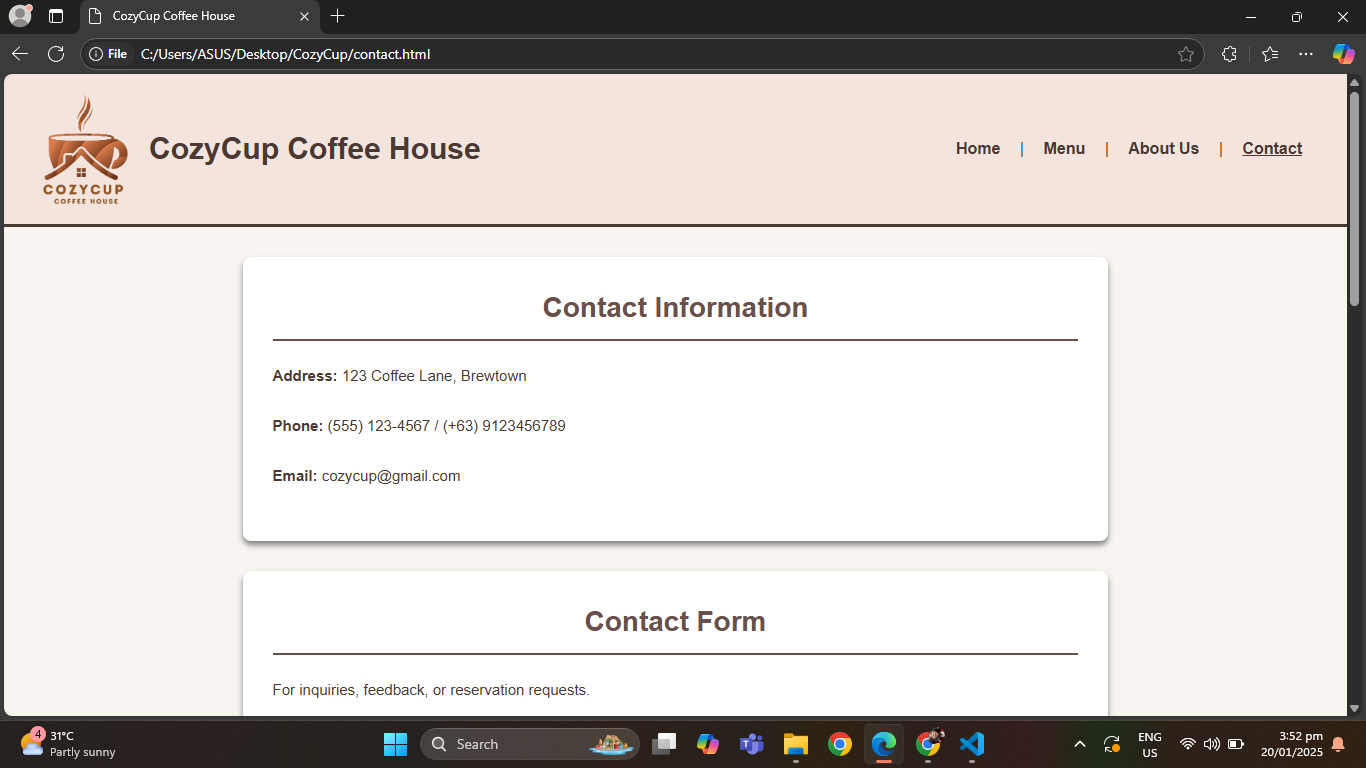 CozyCup Coffee House
File C:/Users/ASUS/Desktop/CozyCup/contact.html
COZYCUP
COFFEE HOUSE
CozyCup Coffee House
Home | Menu | About Us | Contact
Contact Information
Address: 123 Coffee Lane, Brewtown
Phone: (555) 123-4567 / (+63) 9123456789
Email: cozycup@gmail.com
Contact Form
For inquiries, feedback, or reservation requests.
4
31°C
Partly sunny
Search
ENG
US
3:52 pm
20/01/2025